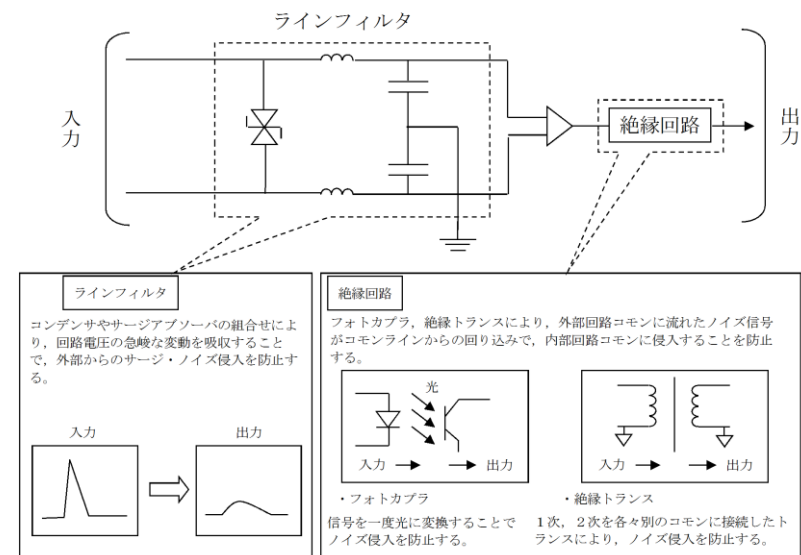 ラインフィルタ
入力
絶縁回路
出力
ラインフィルタ
コンデンサやサージアブソーバの組合せによ
り，回路電圧の急峻な変動を吸収すること
で，外部からのサージ・ノイズ侵入を防止す
る。
入力
出力
絶縁回路
フォトカプラ，絶縁トランスにより，外部回路コモンに流れたノイズ信号
がコモンラインからの回り込みで，内部回路コモンに侵入することを防止
する。
光
入力
出力
・フォトカプラ
信号を一度光に変換することで
ノイズ侵入を防止する。
入力
出力
・絶縁トランス
１次，２次を各々別のコモンに接続したト
ランスにより，ノイズ侵入を防止する。